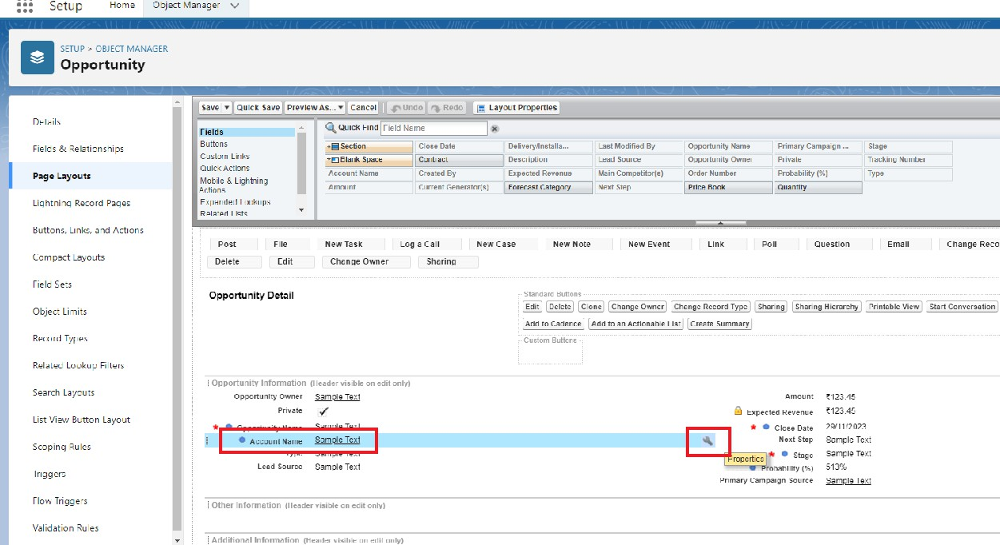 Setup Home Object Manager
SETUP > OBJECT MANAGER
Opportunity
Details
Fields & Relationships
Page Layouts
Lightning Record Pages
Buttons, Links, and Actions
Compact Layouts
Field Sets
Object Limits
Record Types
Related Lookup Filters
Search Layouts
List View Button Layout
Scoping Rules
Triggers
Flow Triggers
Validation Rules
Save Quick Save Preview As... Cancel Undo Redo Layout Properties
Fields
Buttons
Custom Links
Quick Actions
Mobile & Lightning
Actions
Expanded Lookups
Related Lists
Quick Find Field Name
Section Close Date Delivery/Installa... Last Modified By Opportunity Name Primary Campaign ... Stage
Blank Space Contract Description Lead Source Opportunity Owner Private Tracking Number
Account Name Created By Expected Revenue Main Competitor(s) Order Number Probability (%) Type
Amount Current Generator(s) Forecast Category Next Step Price Book Quantity
Post File New Task Log a Call New Case New Note New Event Link Poll Question Email Change Reco
Delete Edit Change Owner Sharing
Opportunity Detail
Standard Buttons
Edit Delete Clone Change Owner Change Record Type Sharing Sharing Hierarchy Printable View Start Conversation
Add to Cadence Add to an Actionable List Create Summary
Custom Buttons
Opportunity Information (Header visible on edit only)
Opportunity Owner Sample Text
Private
* Opportunity Name Sample Text
Account Name Sample Text
Type Sample Text
Lead Source Sample Text
Amount ₹123.45
Expected Revenue ₹123.45
* Close Date 29/11/2023
Next Step Sample Text
* Stage Sample Text
Properties
Probability (%) 513%
Primary Campaign Source Sample Text
Other Information (Header visible on edit only)
Additional Information (Header visible on edit only)